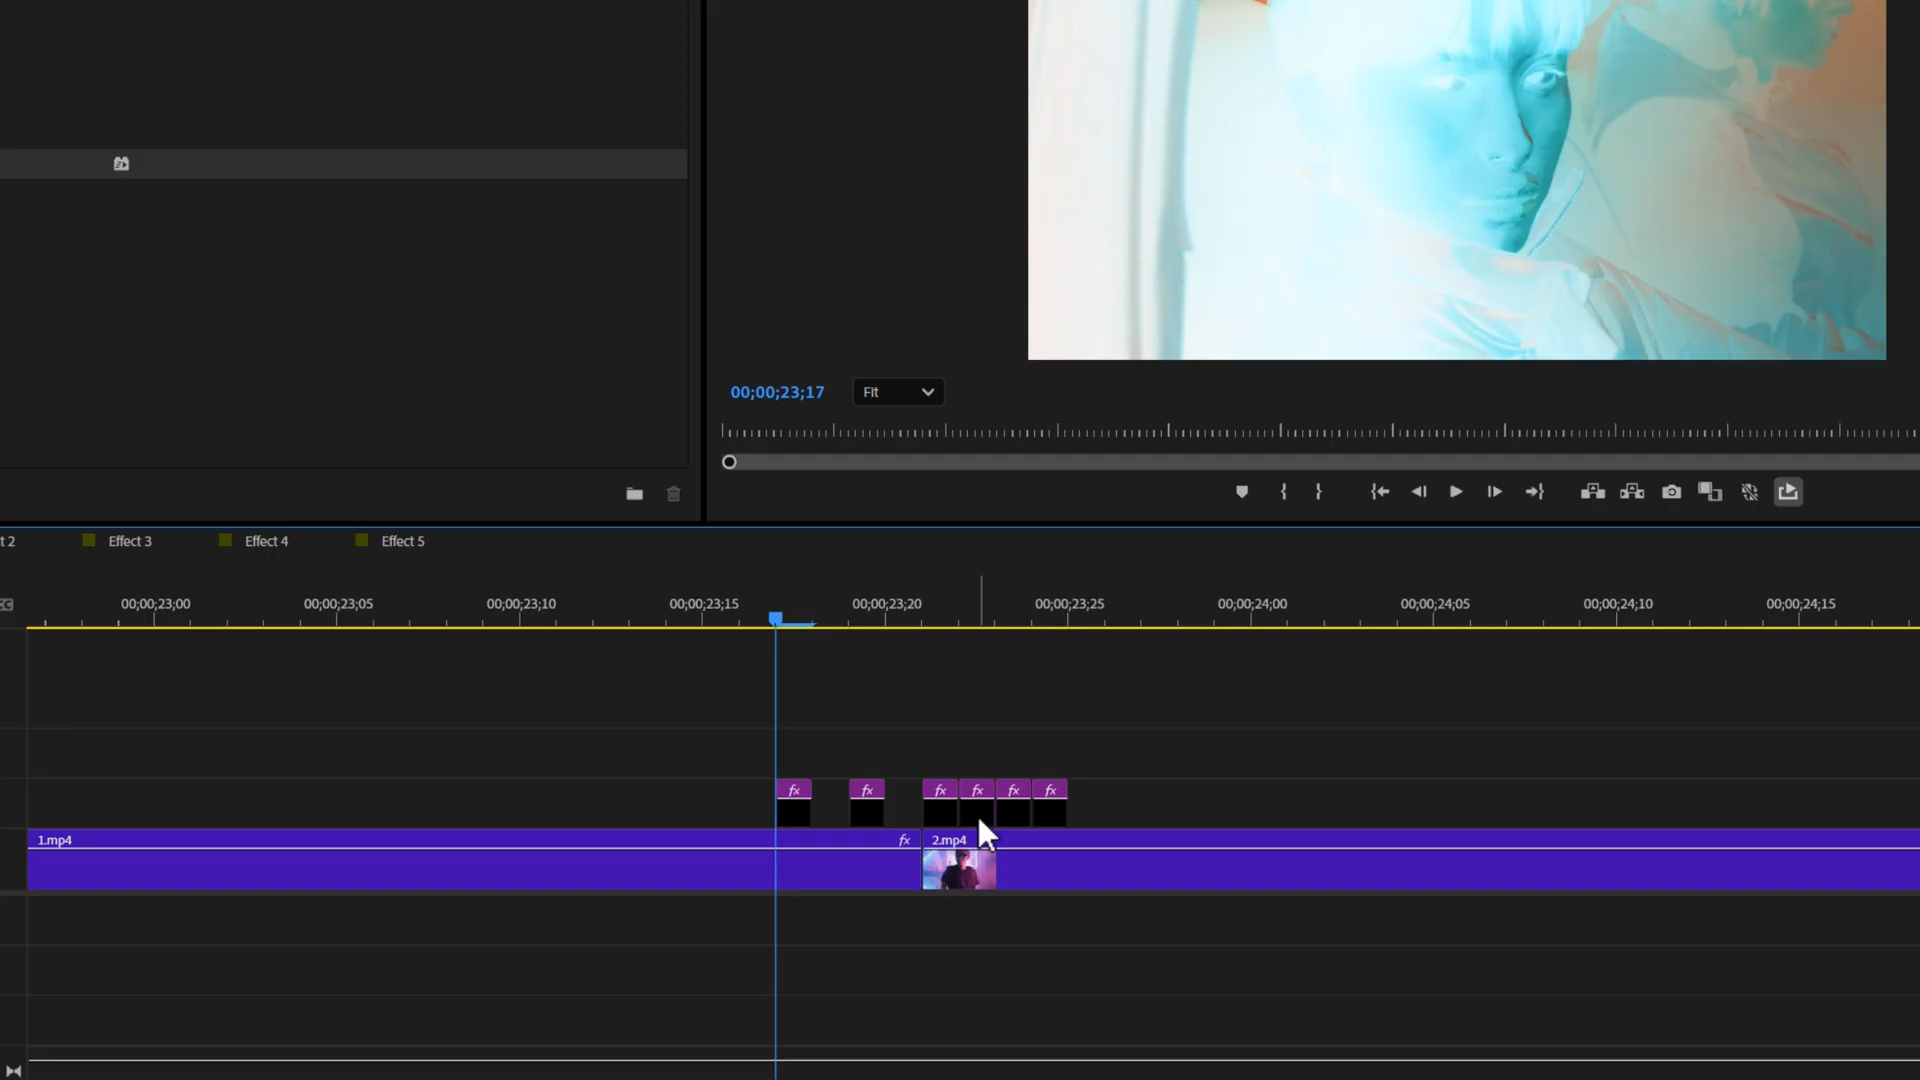 00;00;23;17
Fit
t 2
Effect 3
Effect 4
Effect 5
00;00;23;00
00;00;23;05
00;00;23;10
00;00;23;15
00;00;23;20
00;00;23;25
00;00;24;00
00;00;24;05
00;00;24;10
00;00;24;15
fx
fx
fx
fx
fx
fx
1.mp4
fx
2.mp4